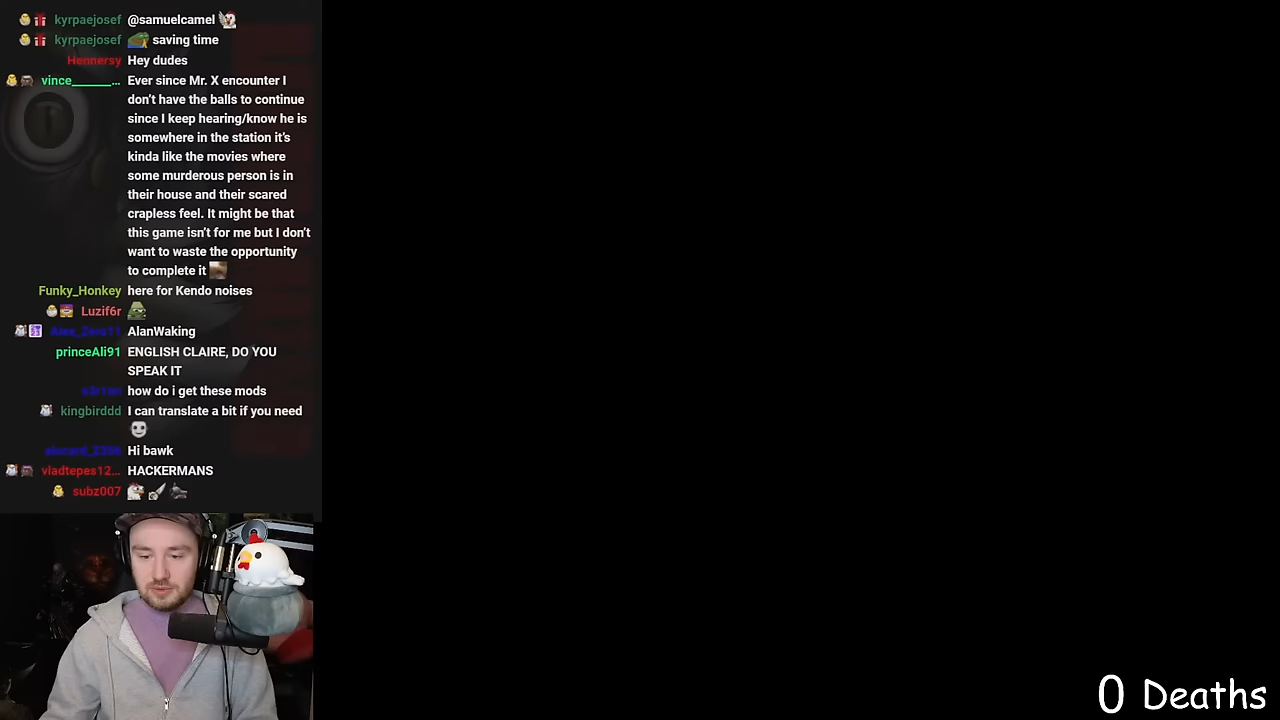 kyrpaejosef @samuelcamel
kyrpaejosef saving time
Hennersy Hey dudes
vince______… Ever since Mr. X encounter I
don't have the balls to continue
since I keep hearing/know he is
somewhere in the station it's
kinda like the movies where
some murderous person is in
their house and their scared
crapless feel. It might be that
this game isn't for me but I don't
want to waste the opportunity
to complete it
Funky_Honkey here for Kendo noises
Luzif6r
AlanWaking
princeAli91 ENGLISH CLAIRE, DO YOU
SPEAK IT
how do i get these mods
kingbirddd I can translate a bit if you need
Hi bawk
vladtepes12… HACKERMANS
subz007
0 Deaths